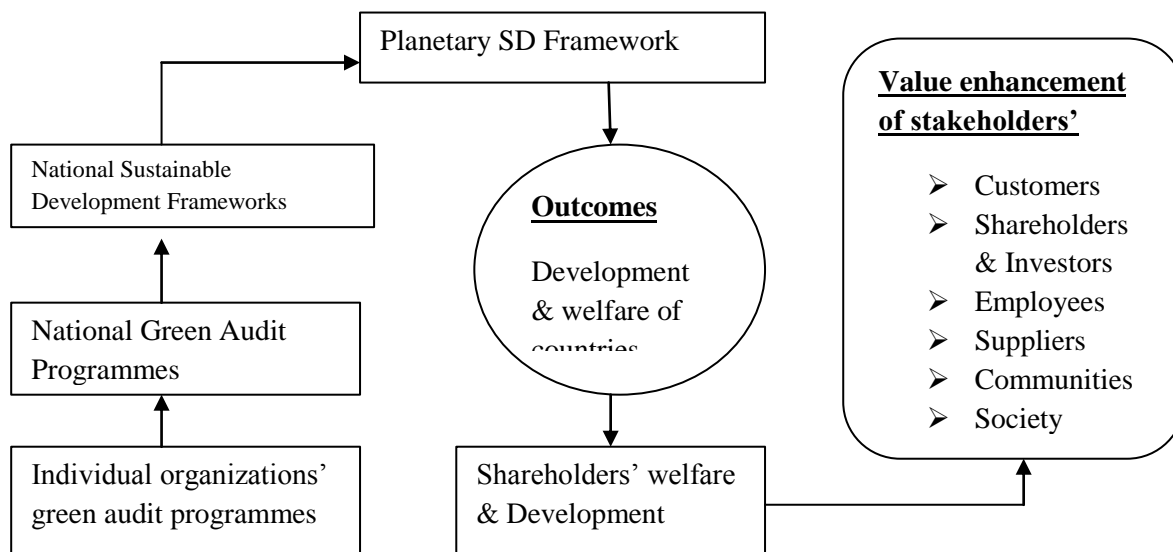 Planetary SD Framework
National Sustainable
Development Frameworks
National Green Audit
Programmes
Individual organizations’
green audit programmes
Outcomes
Development
& welfare of
countries
Shareholders’ welfare
& Development
Value enhancement
of stakeholders’
➢ Customers
➢ Shareholders
& Investors
➢ Employees
➢ Suppliers
➢ Communities
➢ Society